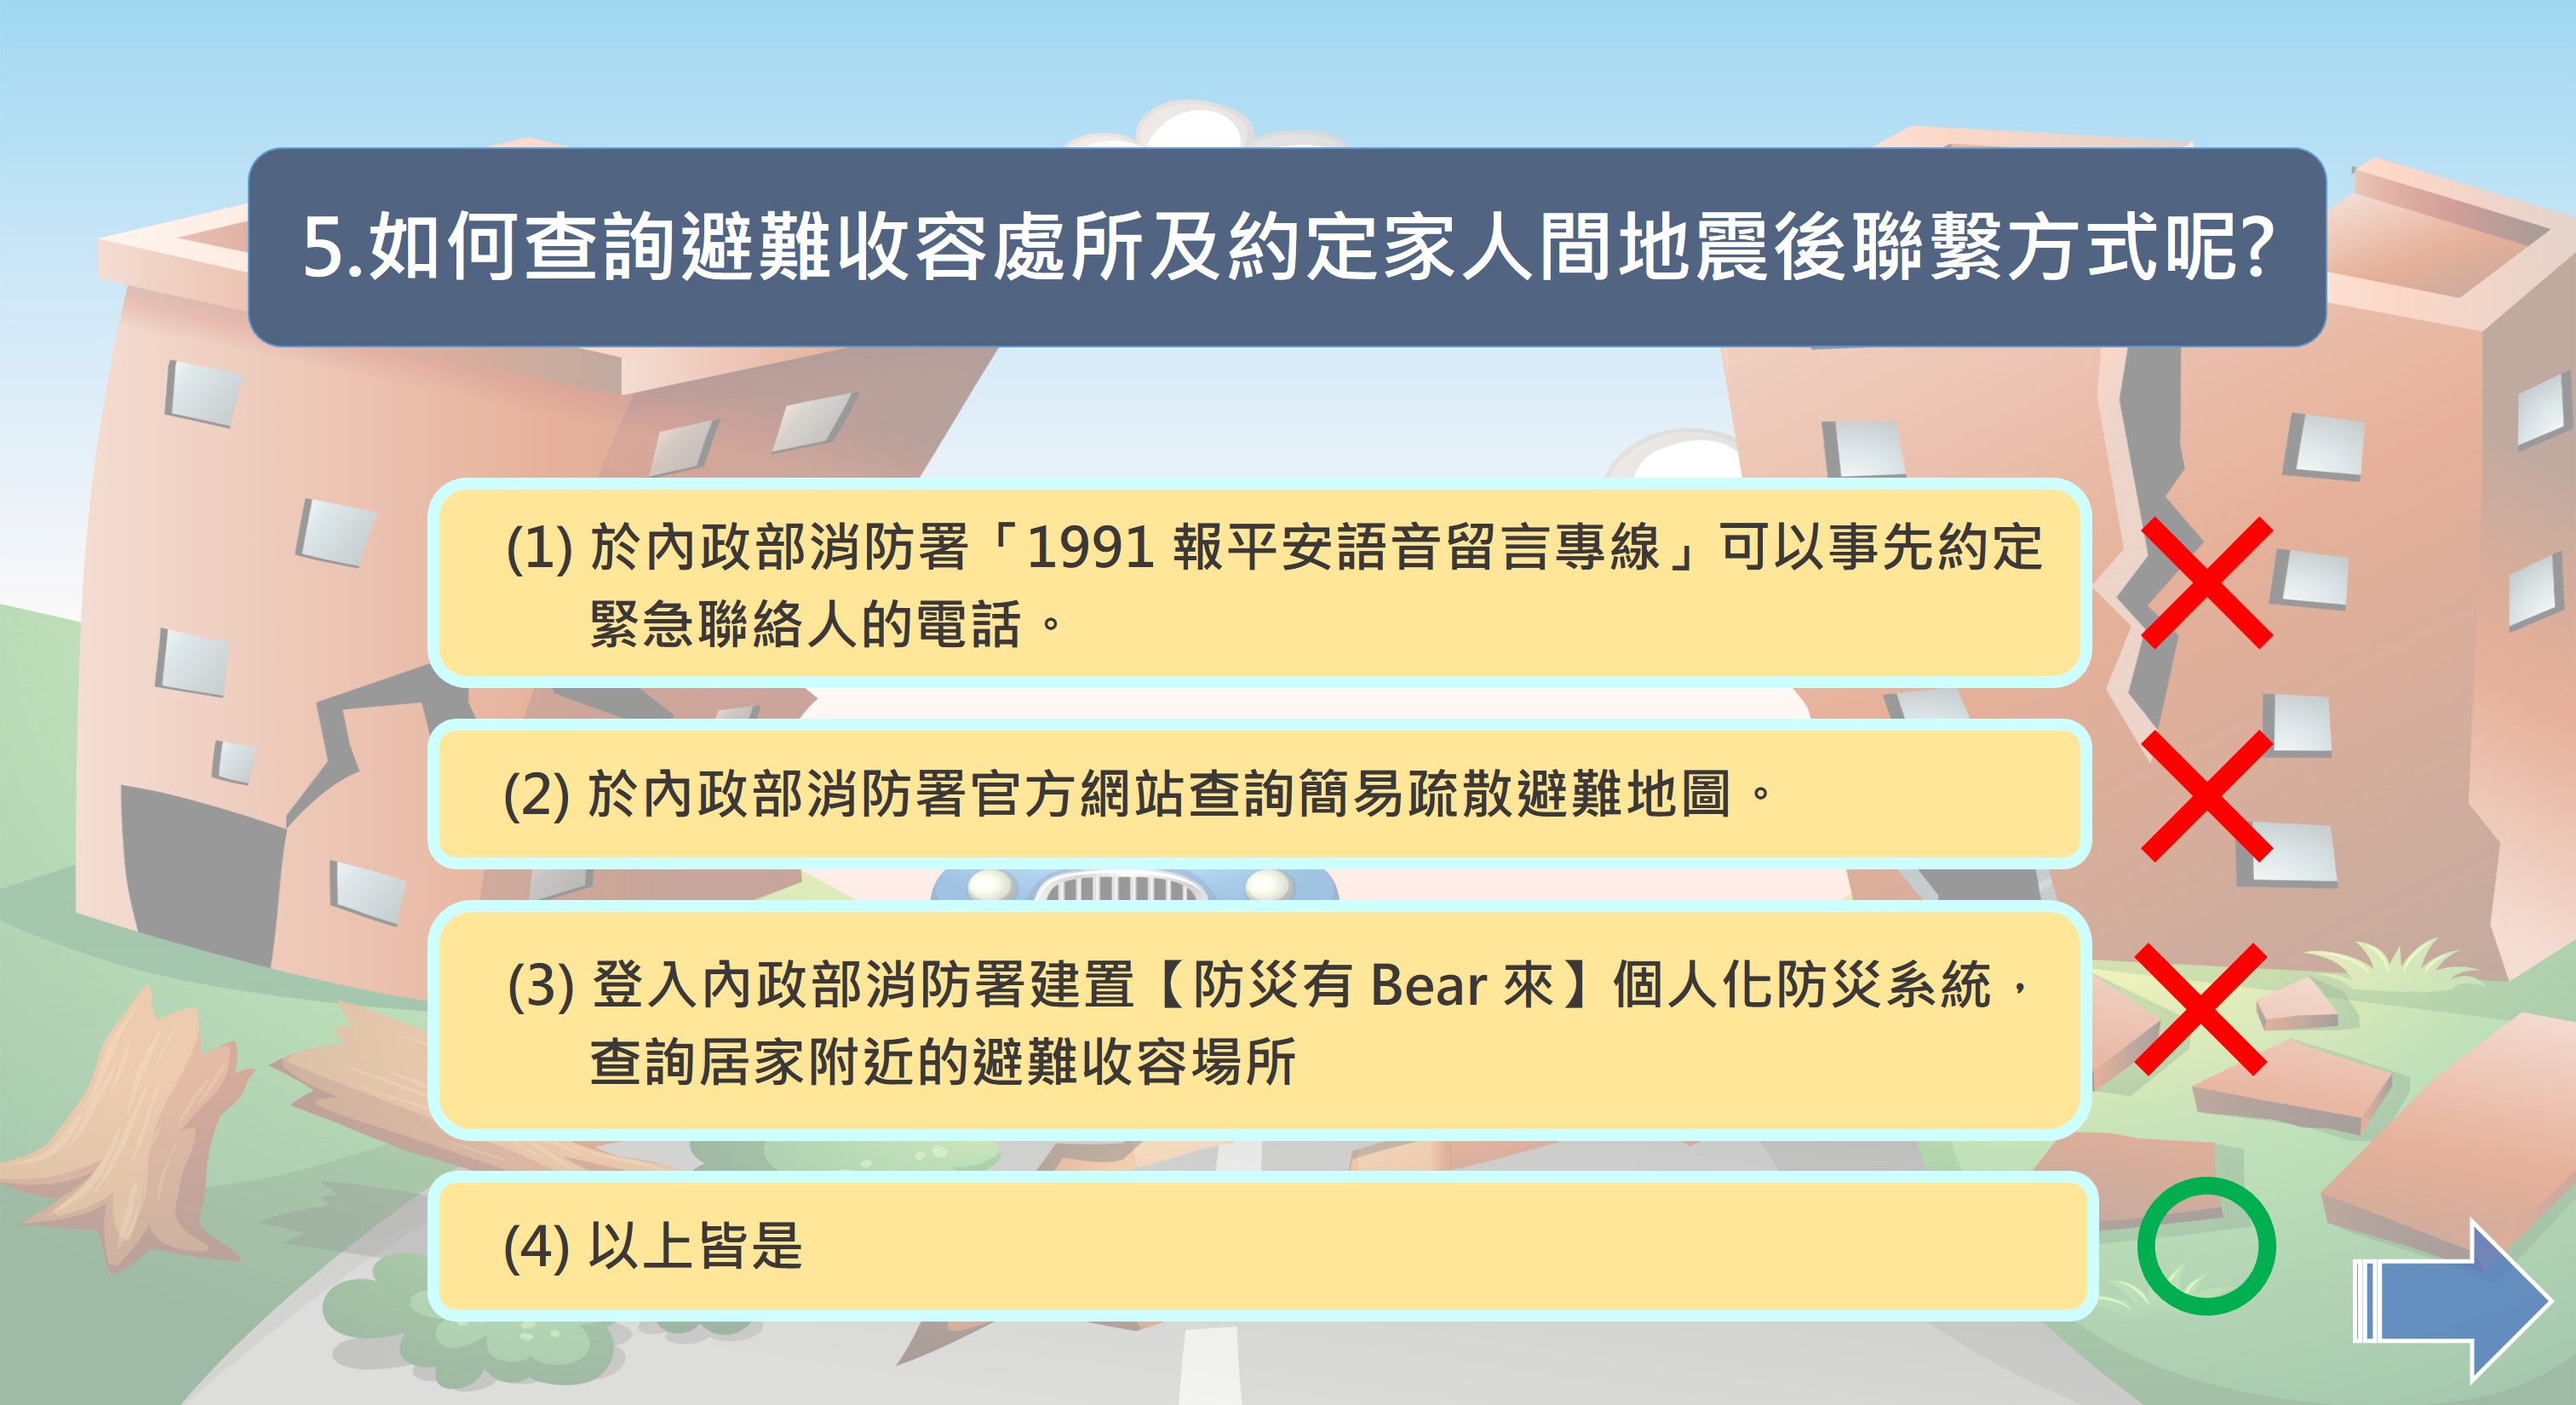 5.如何查詢避難收容處所及約定家人間地震後聯繫方式呢?
(1) 於內政部消防署「1991 報平安語音留言專線」可以事先約定
緊急聯絡人的電話。
(2) 於內政部消防署官方網站查詢簡易疏散避難地圖。
(3) 登入內政部消防署建置【防災有 Bear 來】個人化防災系統，
查詢居家附近的避難收容場所
(4) 以上皆是